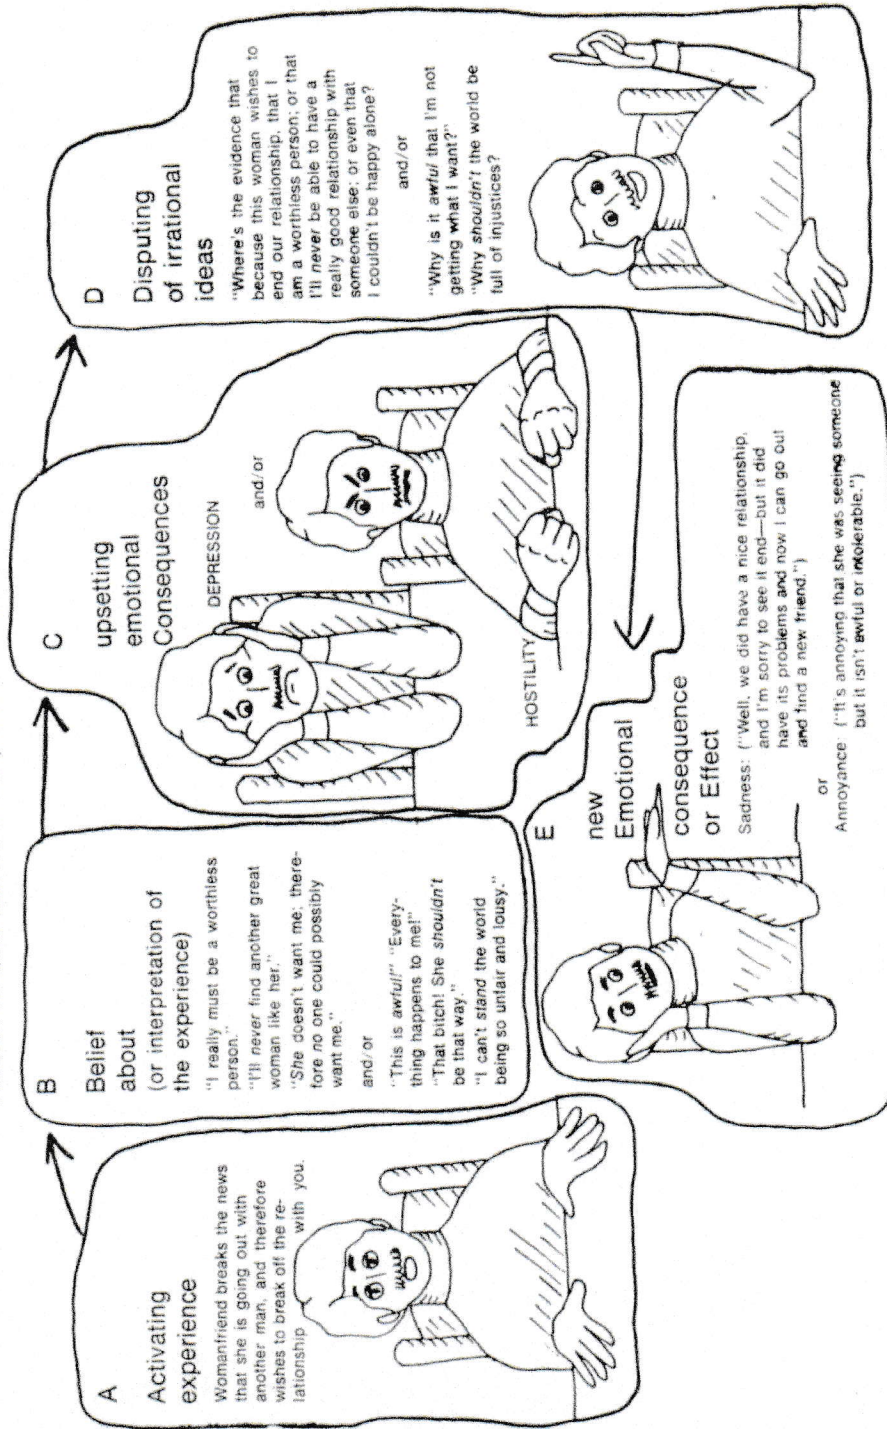 A
Activating
experience
Womanfriend breaks the news
that she is going out with
another man, and therefore
wishes to break off the re-
lationship with you.
B
Belief
about
(or interpretation of
the experience)
"I really must be a worthless
person."
"I'll never find another great
woman like her."
"She doesn't want me; there-
fore no one could possibly
want me."
and/or
"This is awful!" "Every-
thing happens to me!"
"That bitch! She shouldn't
be that way."
"I can't stand the world
being so unfair and lousy."
C
upsetting
emotional
Consequences
DEPRESSION
and/or
HOSTILITY
D
Disputing
of irrational
ideas
"Where's the evidence that
because this woman wishes to
end our relationship, that I
am a worthless person; or that
I'll never be able to have a
really good relationship with
someone else; or even that
I couldn't be happy alone?
and/or
"Why is it awful that I'm not
getting what I want?"
"Why shouldn't the world be
full of injustices?
E
new
Emotional
consequence
or Effect
Sadness: ("Well, we did have a nice relationship,
and I'm sorry to see it end—but it did
have its problems and now I can go out
and find a new friend.")
or
Annoyance: ("It's annoying that she was seeing someone
but it isn't awful or intolerable.")